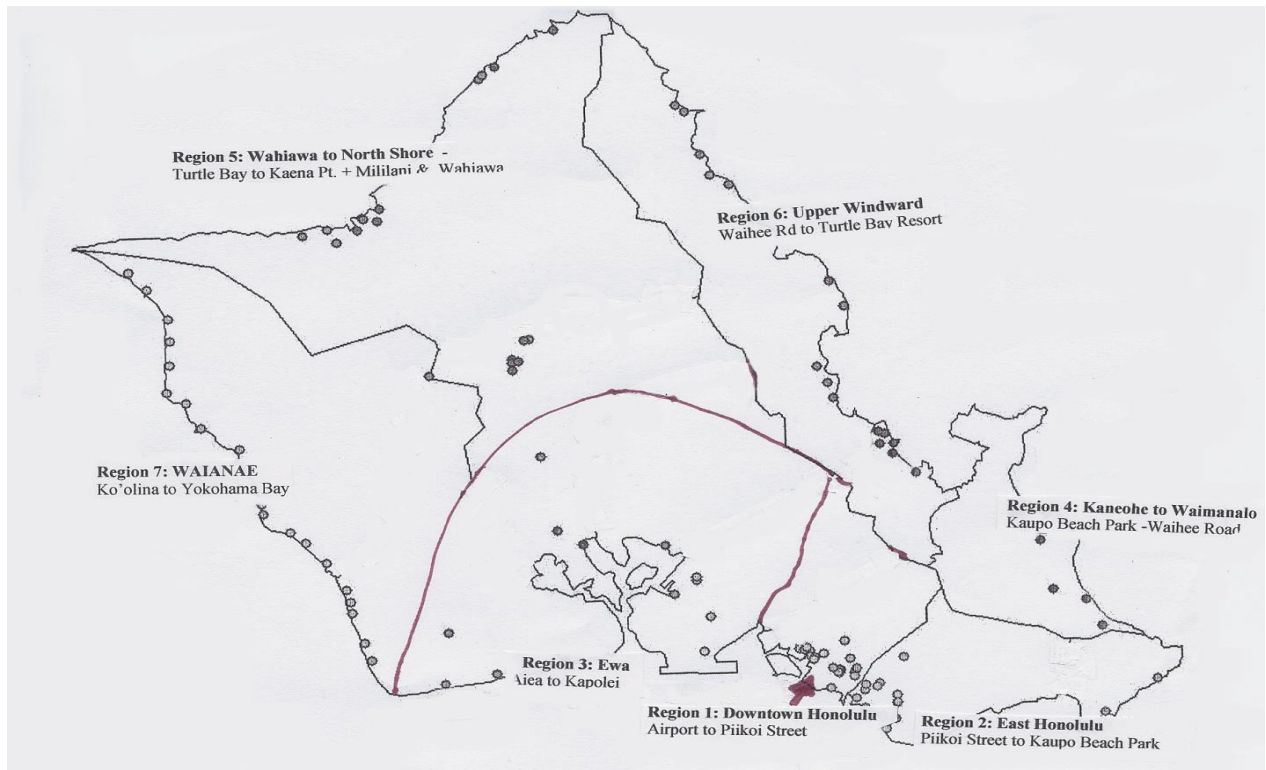 Region 5: Wahiawa to North Shore -
Turtle Bay to Kaena Pt. + Mililani & Wahiawa
Region 6: Upper Windward
Waihee Rd to Turtle Bay Resort
Region 7: WAIANAE
Ko'olina to Yokohama Bay
Region 4: Kaneohe to Waimanalo
Kaupo Beach Park -Waihee Road
Region 3: Ewa
Aiea to Kapolei
Region 1: Downtown Honolulu
Airport to Piikoi Street
Region 2: East Honolulu
Piikoi Street to Kaupo Beach Park